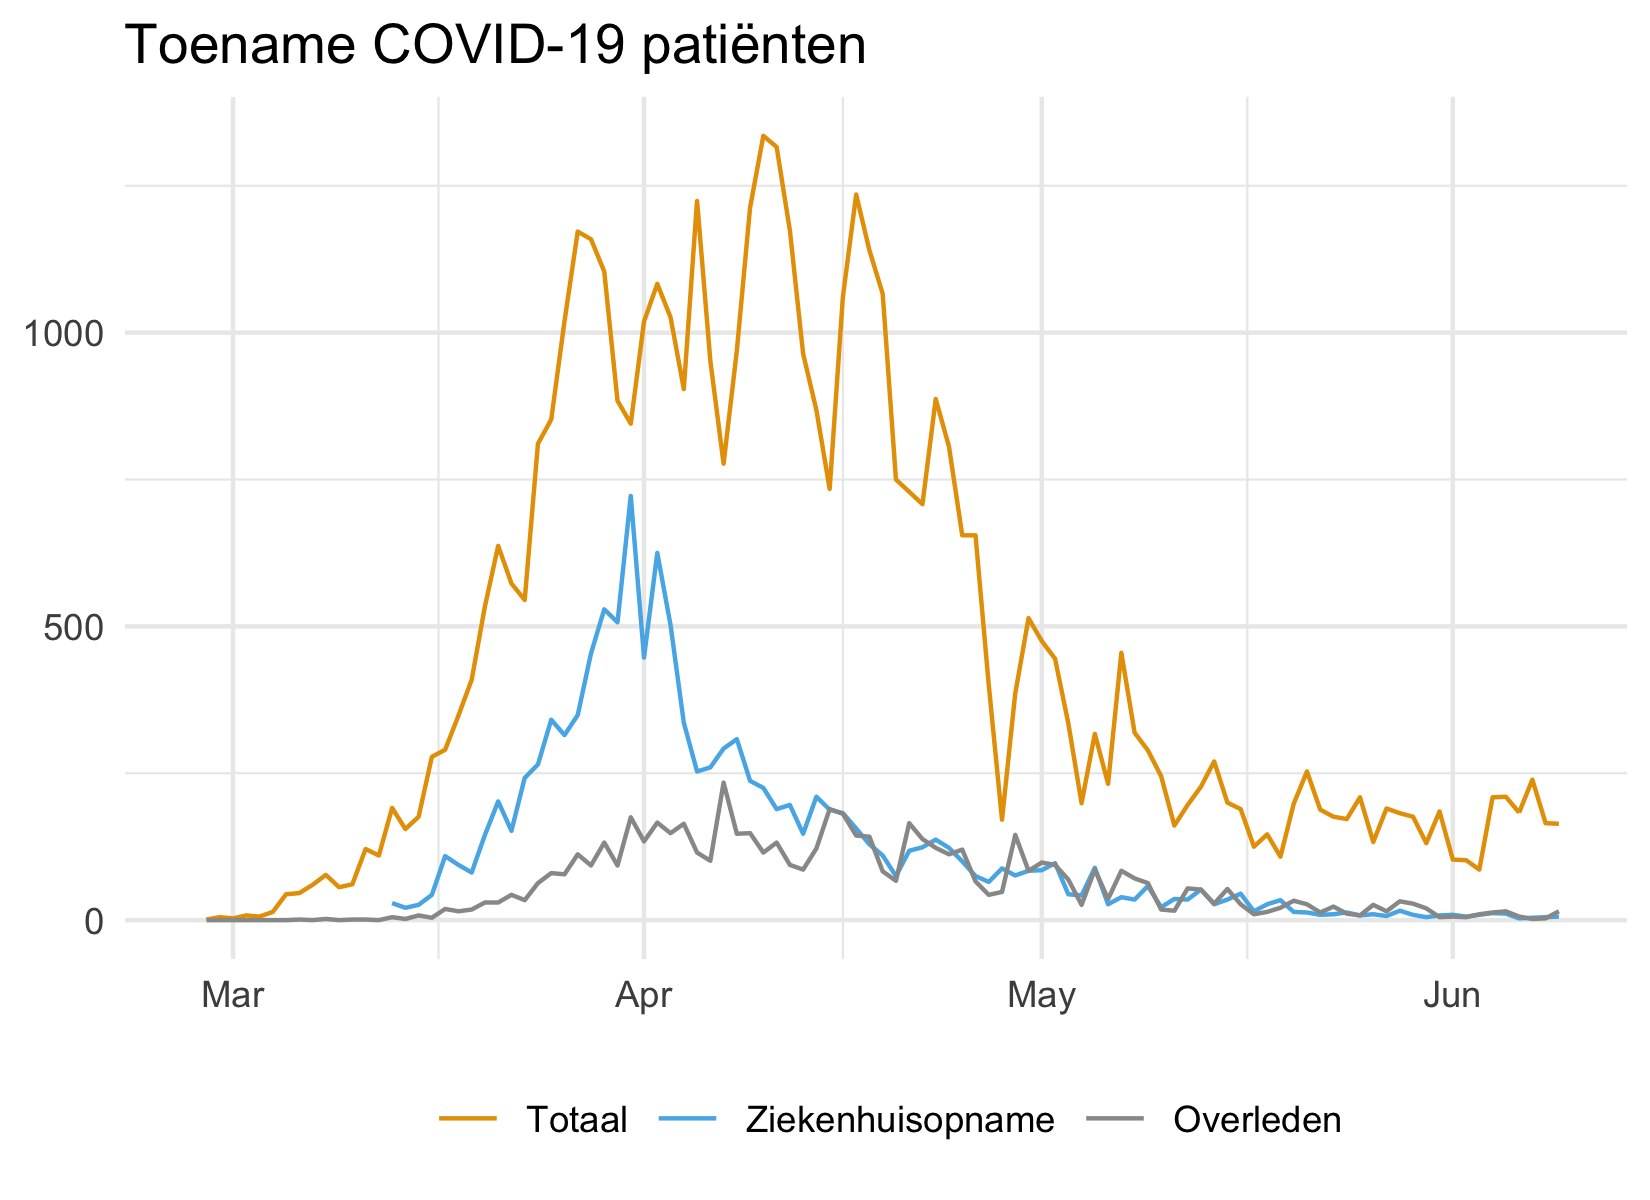 Toename COVID-19 patiënten
1000
500
0
Mar Apr May Jun
Totaal Ziekenhuisopname Overleden